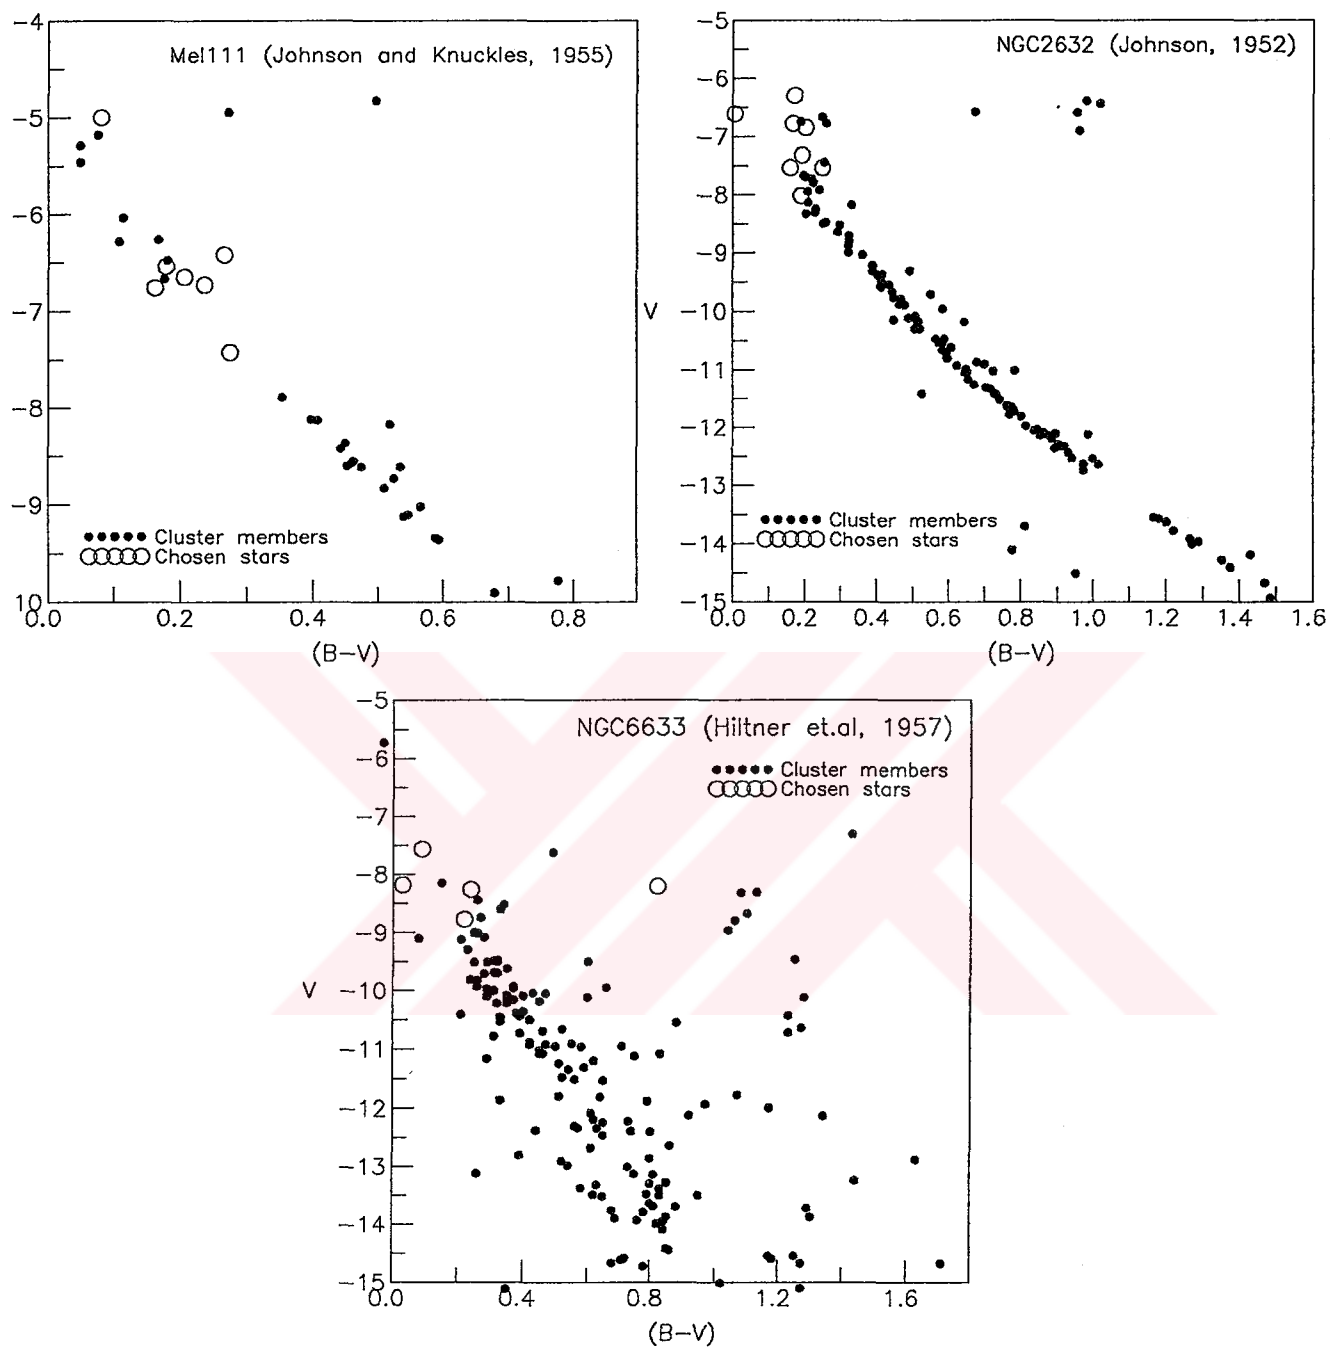 Mel111 (Johnson and Knuckles, 1955)
−4
−5
−6
−7
−8
−9
10
Cluster members
Chosen stars
0.0 0.2 0.4 0.6 0.8
(B−V)
NGC2632 (Johnson, 1952)
V
−5
−6
−7
−8
−9
−10
−11
−12
−13
−14
−15
Cluster members
Chosen stars
0.0 0.2 0.4 0.6 0.8 1.0 1.2 1.4 1.6
(B−V)
NGC6633 (Hiltner et.al, 1957)
Cluster members
Chosen stars
V
−5
−6
−7
−8
−9
−10
−11
−12
−13
−14
−15
0.0 0.4 0.8 1.2 1.6
(B−V)